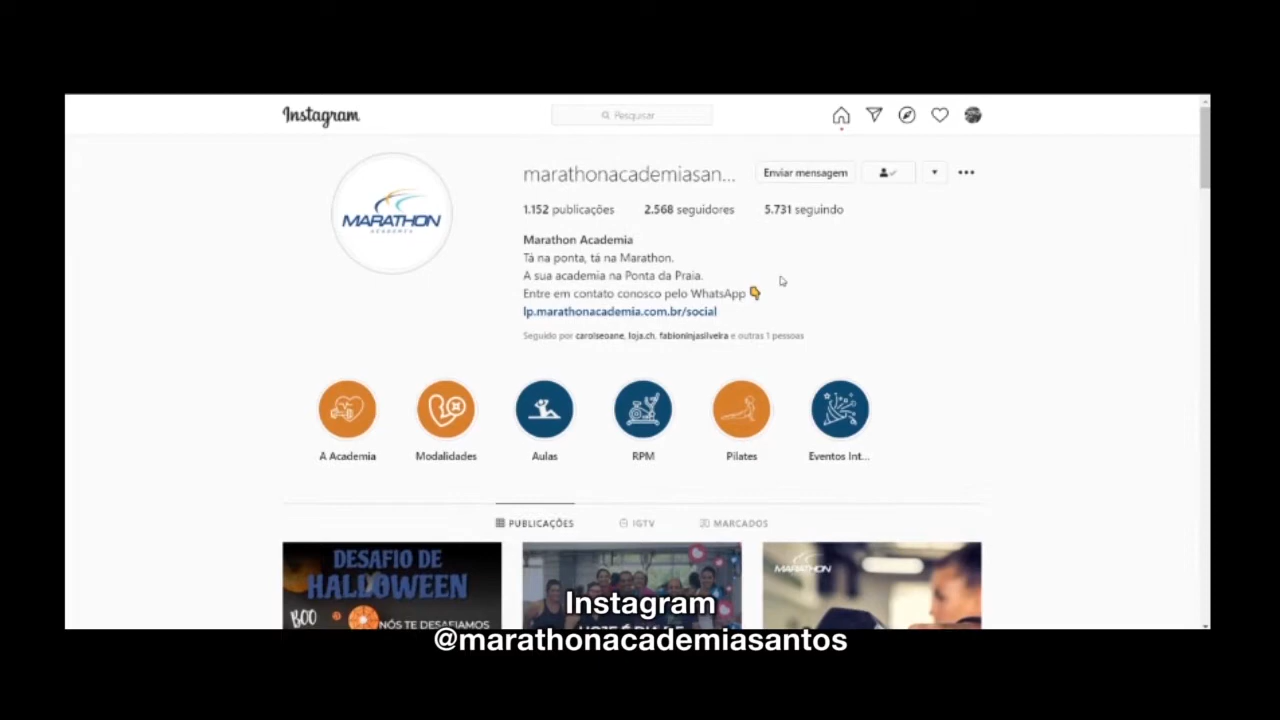 Instagram
Pesquisar
marathonacademiasan...
Enviar mensagem
1.152 publicações 2.568 seguidores 5.731 seguindo
MARATHON
ACADEMIA
Marathon Academia
Tá na ponta, tá na Marathon.
A sua academia na Ponta da Praia.
Entre em contato conosco pelo WhatsApp 👇
lp.marathonacademia.com.br/social
Seguido por carolseoane, loja.ch, fabioninjasilveira e outras 1 pessoas
A Academia Modalidades Aulas RPM Pilates Eventos Int...
PUBLICAÇÕES IGTV MARCADOS
DESAFIO DE
HALLOWEEN
BOO
NÓS TE DESAFIAMOS
MARATHON
Instagram
@marathonacademiasantos